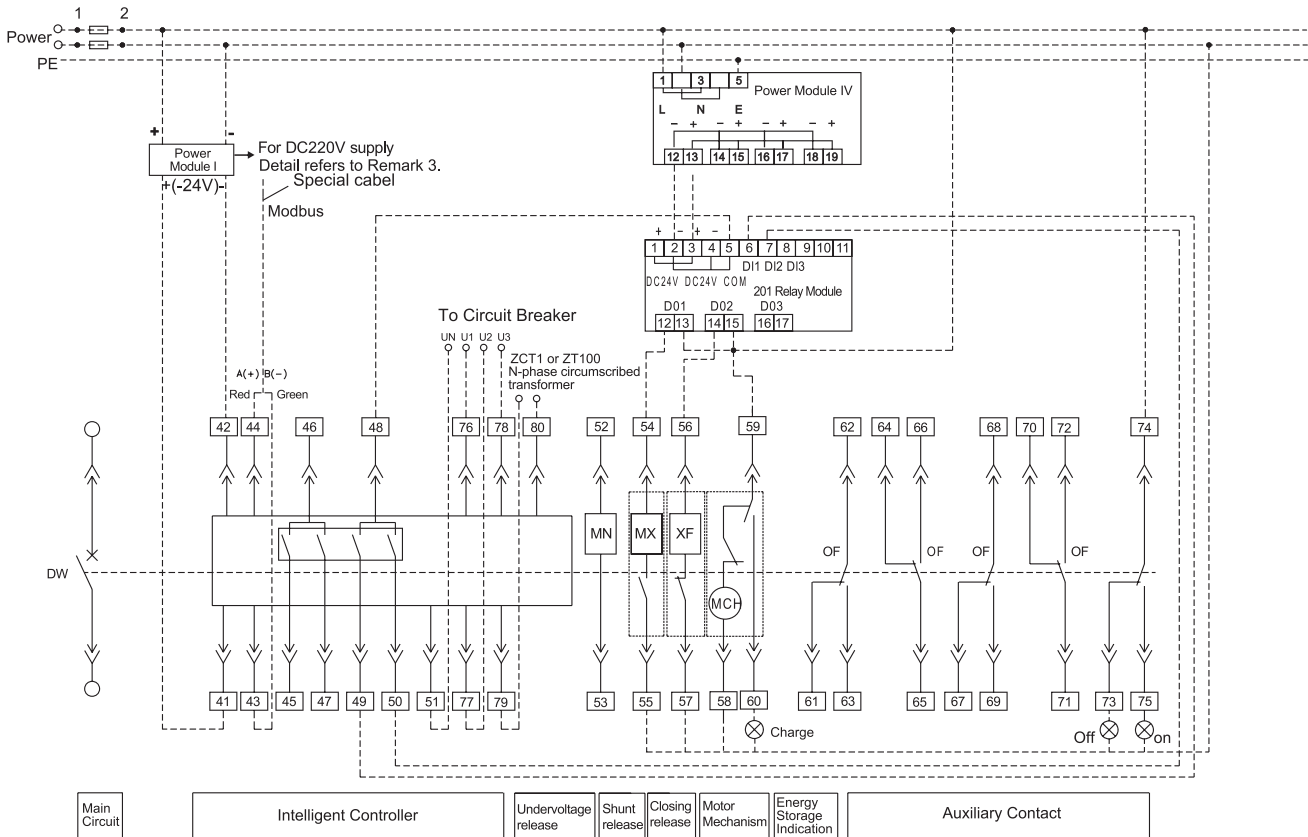 1 2
Power
PE
1 3 5
Power Module IV
L N E
− + − + − + − +
12 13 14 15 16 17 18 19
+ -
Power
Module I
+(-24V)-
For DC220V supply
Detail refers to Remark 3.
Special cabel
Modbus
+ − + −
1 2 3 4 5 6 7 8 9 10 11
DI1 DI2 DI3
DC24V DC24V COM
201 Relay Module
D01 D02 D03
12 13 14 15 16 17
To Circuit Breaker
UN U1 U2 U3
ZCT1 or ZT100
N-phase circumscribed
transformer
A(+) B(−)
Red Green
42 44 46 48 76 78 80 52 54 56 59 62 64 66 68 70 72 74
MN MX XF
OF OF OF OF
DW
MCH
41 43 45 47 49 50 51 77 79 53 55 57 58 60 61 63 65 67 69 71 73 75
Charge
Off on
Main
Circuit
Intelligent Controller
Undervoltage
release
Shunt
release
Closing
release
Motor
Mechanism
Energy
Storage
Indication
Auxiliary Contact